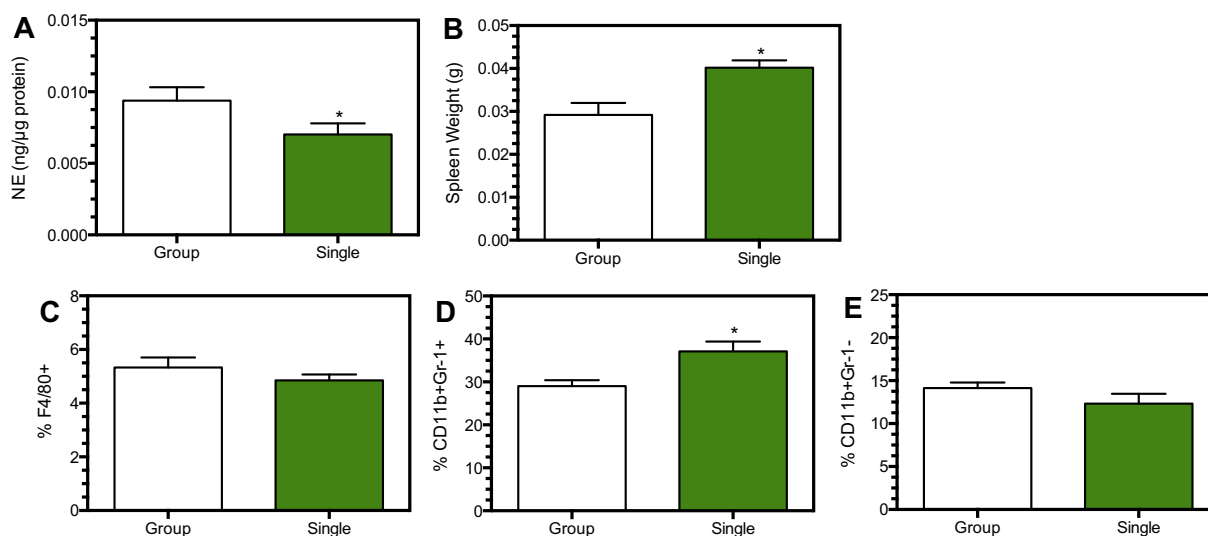 A
NE (ng/µg protein)
0.015
0.010
0.005
0.000
*
Group
Single
B
Spleen Weight (g)
0.05
0.04
0.03
0.02
0.01
0.00
*
Group
Single
C
% F4/80+
8
6
4
2
0
Group
Single
D
% CD11b+Gr-1+
50
40
30
20
10
0
*
Group
Single
E
% CD11b+Gr-1-
25
20
15
10
5
0
Group
Single